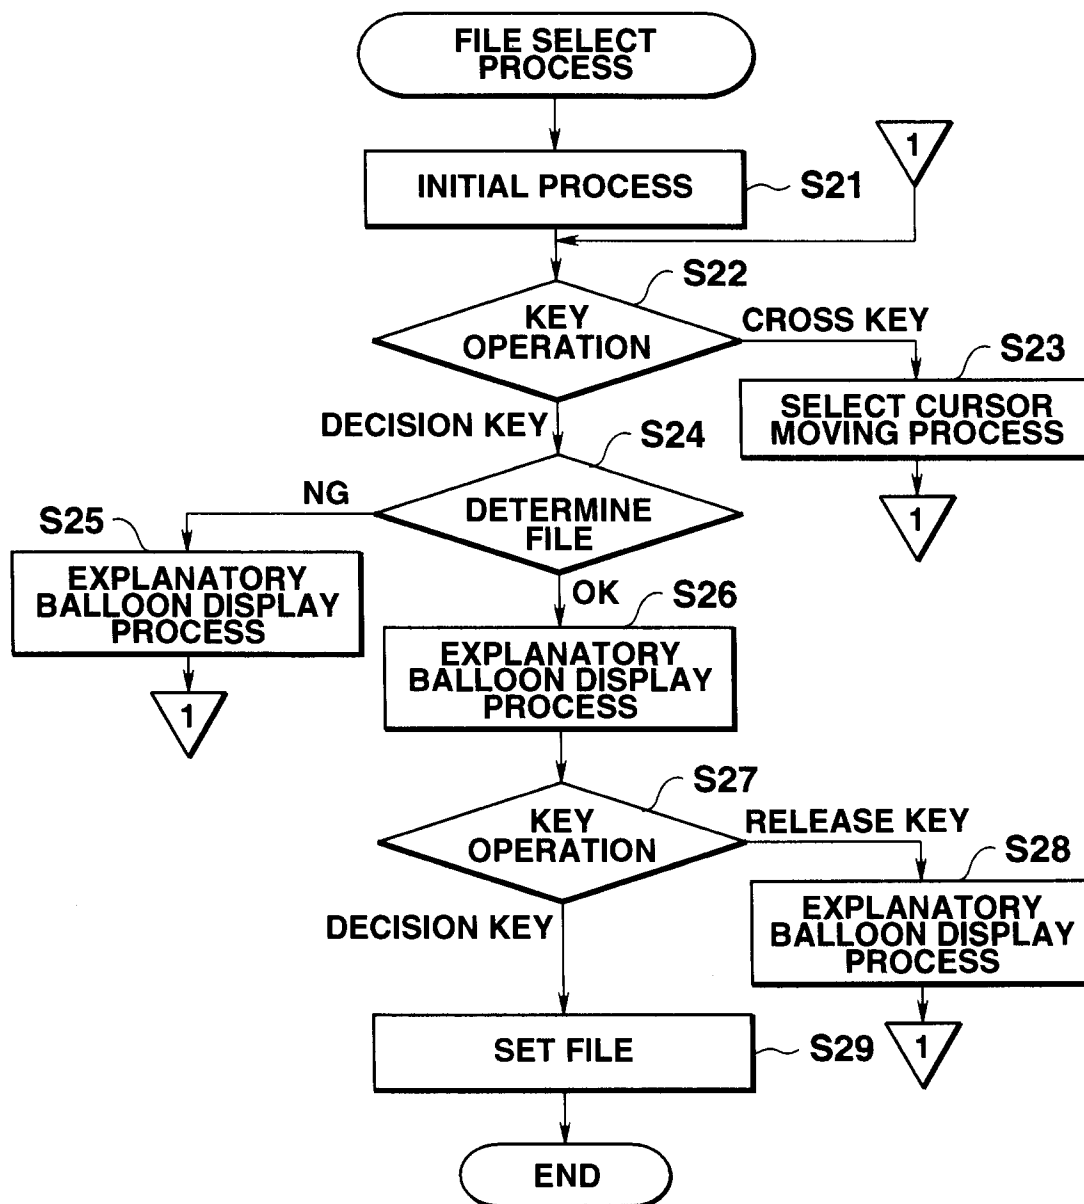 FILE SELECT
PROCESS
1
INITIAL PROCESS
S21
S22
KEY
OPERATION
CROSS KEY
S23
SELECT CURSOR
MOVING PROCESS
1
DECISION KEY
S24
DETERMINE
FILE
NG
S25
EXPLANATORY
BALLOON DISPLAY
PROCESS
1
OK
S26
EXPLANATORY
BALLOON DISPLAY
PROCESS
S27
KEY
OPERATION
RELEASE KEY
S28
EXPLANATORY
BALLOON DISPLAY
PROCESS
1
DECISION KEY
SET FILE
S29
END